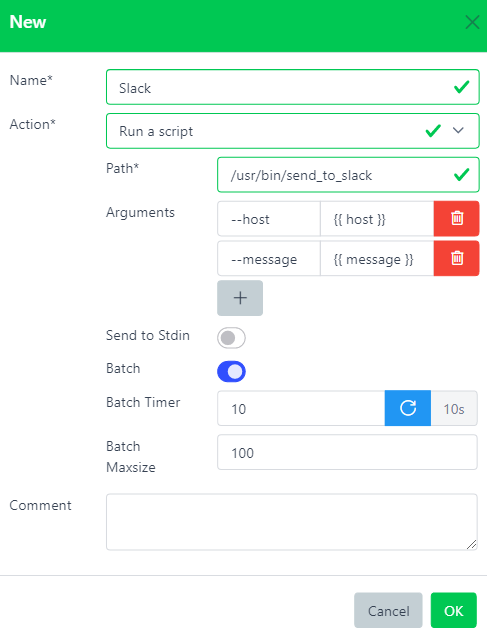 New
Name*
Slack
Action*
Run a script
Path*
/usr/bin/send_to_slack
Arguments
--host {{ host }}
--message {{ message }}
Send to Stdin
Batch
Batch Timer
10
10s
Batch
Maxsize
100
Comment
Cancel
OK